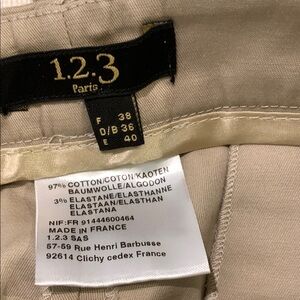 1.2.3
Paris
F 38
D/B 36
E 40
97% COTTON/COTON/KAOTEN
BAUMWOLLE/ALGODON
3% ELASTANE/ELASTHANNE
ELASTAAN/ELASTHAN
ELASTANA
NIF:FR 91444600464
MADE IN FRANCE
1.2.3 SAS
57-59 Rue Henri Barbusse
92614 Clichy cedex France